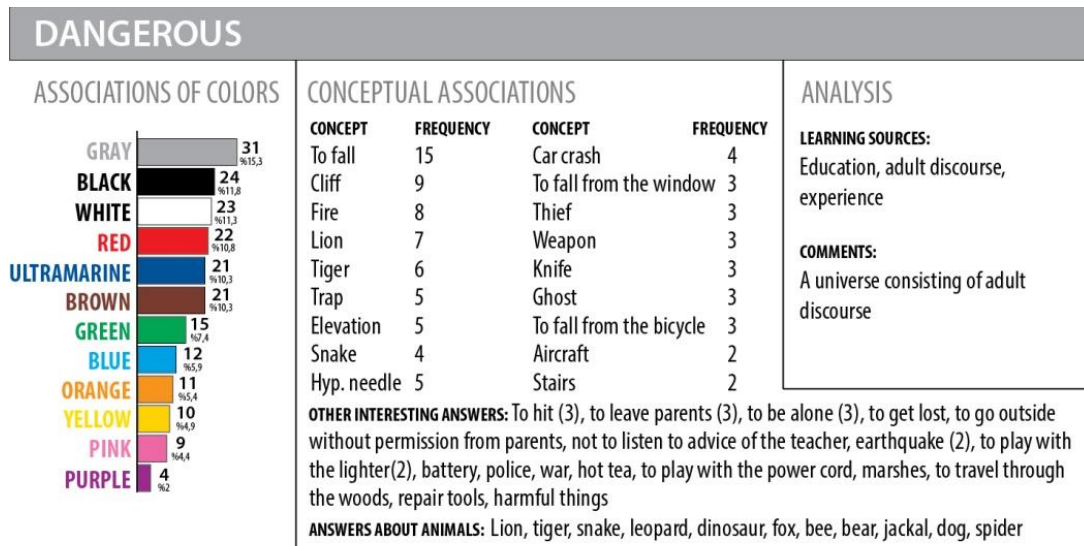 DANGEROUS
ASSOCIATIONS OF COLORS
GRAY 31 %15,3
BLACK 24 %11,8
WHITE 23 %11,3
RED 22 %10,8
ULTRAMARINE 21 %10,3
BROWN 21 %10,3
GREEN 15 %7,4
BLUE 12 %5,9
ORANGE 11 %5,4
YELLOW 10 %4,9
PINK 9 %4,4
PURPLE 4 %2
CONCEPTUAL ASSOCIATIONS
CONCEPT FREQUENCY CONCEPT FREQUENCY
To fall 15 Car crash 4
Cliff 9 To fall from the window 3
Fire 8 Thief 3
Lion 7 Weapon 3
Tiger 6 Knife 3
Trap 5 Ghost 3
Elevation 5 To fall from the bicycle 3
Snake 4 Aircraft 2
Hyp. needle 5 Stairs 2
OTHER INTERESTING ANSWERS: To hit (3), to leave parents (3), to be alone (3), to get lost, to go outside
without permission from parents, not to listen to advice of the teacher, earthquake (2), to play with
the lighter(2), battery, police, war, hot tea, to play with the power cord, marshes, to travel through
the woods, repair tools, harmful things
ANSWERS ABOUT ANIMALS: Lion, tiger, snake, leopard, dinosaur, fox, bee, bear, jackal, dog, spider
ANALYSIS
LEARNING SOURCES:
Education, adult discourse,
experience
COMMENTS:
A universe consisting of adult
discourse